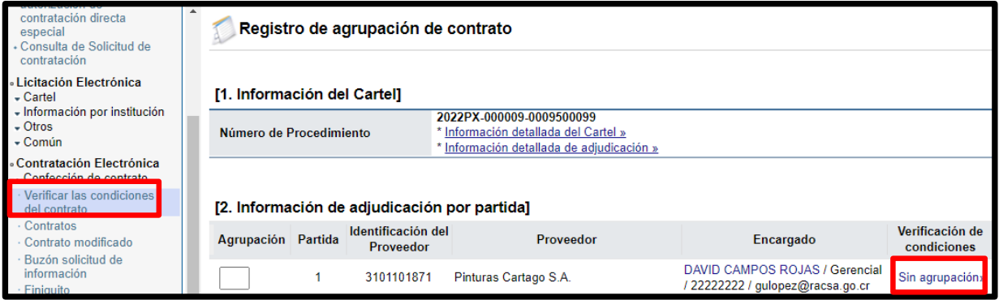 autorización de
contratación directa
especial
Consulta de Solicitud de
contratación
Licitación Electrónica
Cartel
Información por institución
Otros
Común
Contratación Electrónica
Confección de contrato
Verificar las condiciones
del contrato
Contratos
Contrato modificado
Buzón solicitud de
información
Finiquito
Registro de agrupación de contrato
[1. Información del Cartel]
Número de Procedimiento
2022PX-000009-0009500099
* Información detallada del Cartel »
* Información detallada de adjudicación »
[2. Información de adjudicación por partida]
Agrupación Partida Identificación del Proveedor Proveedor Encargado Verificación de condiciones
1 3101101871 Pinturas Cartago S.A. DAVID CAMPOS ROJAS / Gerencial / 22222222 / gulopez@racsa.go.cr Sin agrupación»